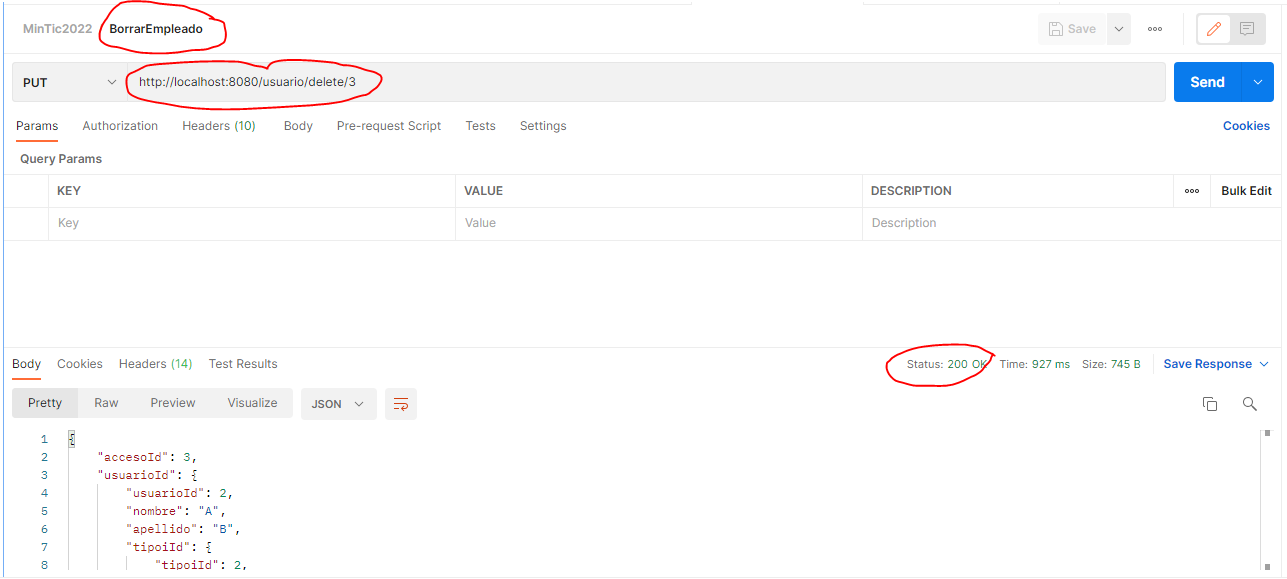 MinTic2022 BorrarEmpleado Save ooo
PUT http://localhost:8080/usuario/delete/3 Send
Params Authorization Headers (10) Body Pre-request Script Tests Settings Cookies
Query Params
KEY VALUE DESCRIPTION ooo Bulk Edit
Key Value Description
Body Cookies Headers (14) Test Results Status: 200 OK Time: 927 ms Size: 745 B Save Response
Pretty Raw Preview Visualize JSON
1 {
2 "accesoId": 3,
3 "usuarioId": {
4 "usuarioId": 2,
5 "nombre": "A",
6 "apellido": "B",
7 "tipoiId": {
8 "tipoiId": 2,